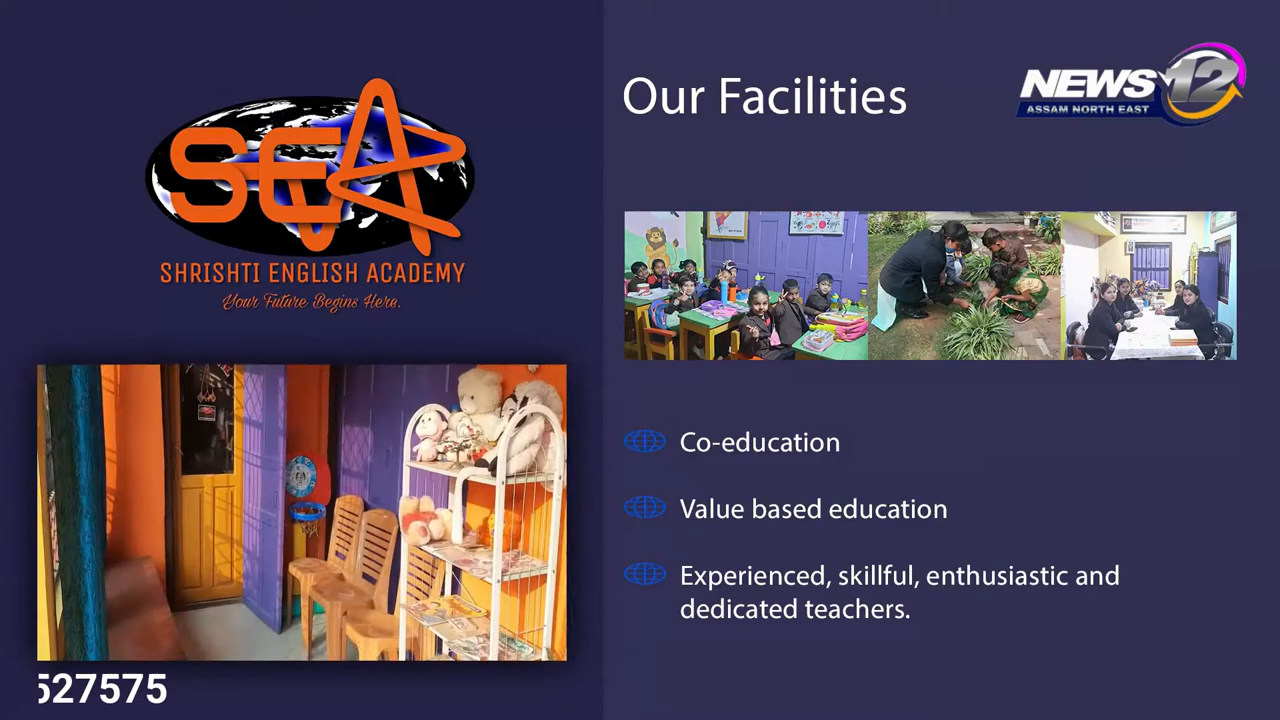 SEA
SHRISHTI ENGLISH ACADEMY
Your Future Begins Here.
Our Facilities
NEWS 12
ASSAM NORTH EAST
Co-education
Value based education
Experienced, skillful, enthusiastic and
dedicated teachers.
527575